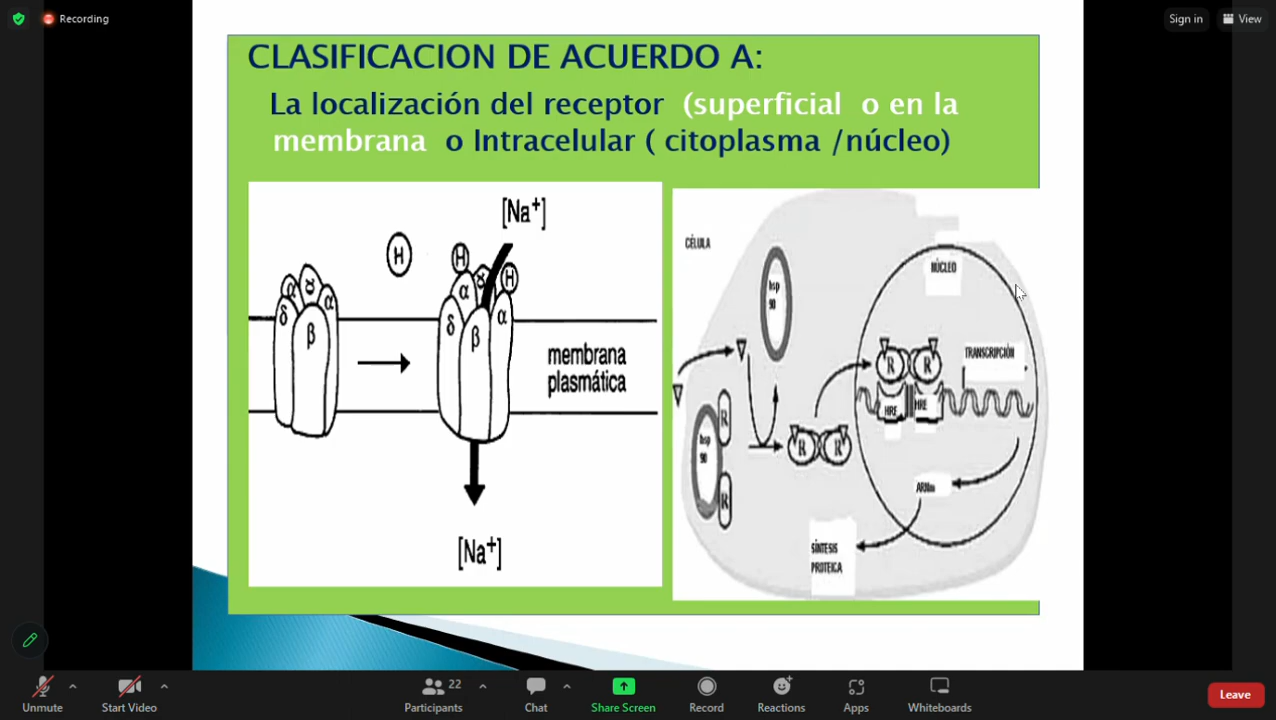 Recording
Sign in
View
CLASIFICACION DE ACUERDO A:
La localización del receptor (superficial o en la
membrana o Intracelular ( citoplasma /núcleo)
[Na⁺]
H
H
H
α
α
α
δ
β
δ
α
β
membrana
plasmática
[Na⁺]
CÉLULA
hsp
90
NÚCLEO
R R
TRANSCRIPCIÓN
HRE HRE
R
hsp
90
R
R R
ARNm
SÍNTESIS
PROTEICA
Unmute
Start Video
22
Participants
Chat
Share Screen
Record
Reactions
Apps
Whiteboards
Leave